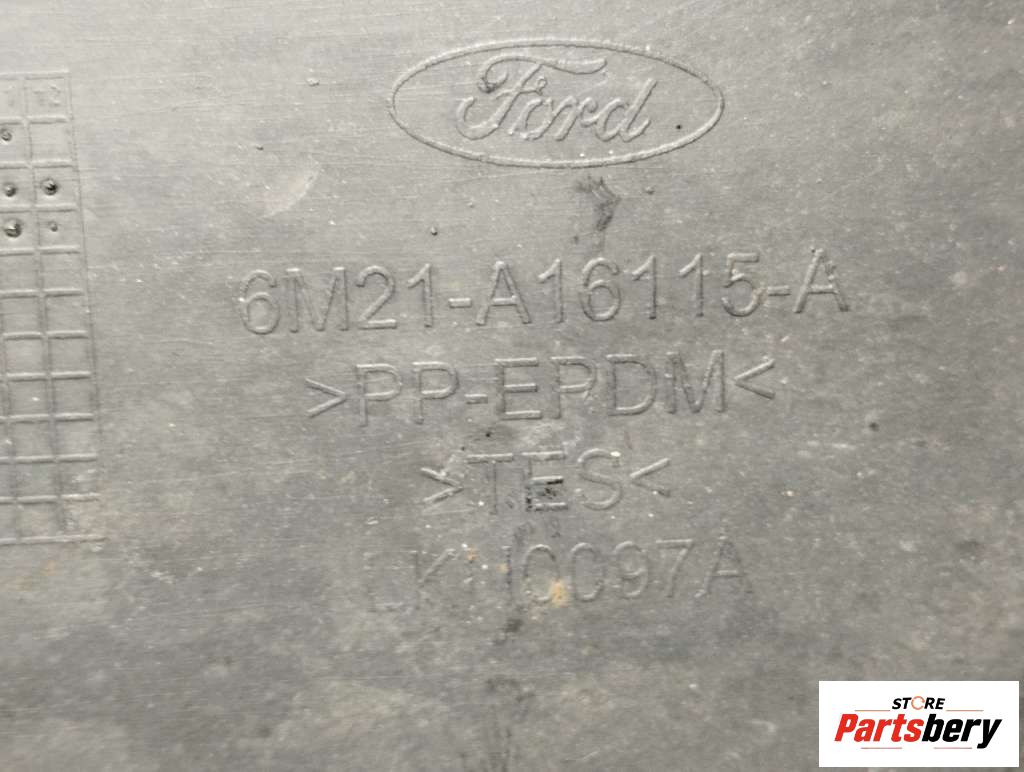 Ford
6M21-A16115-A
>PP-EPDM<
>TES<
STORE
Partsbery